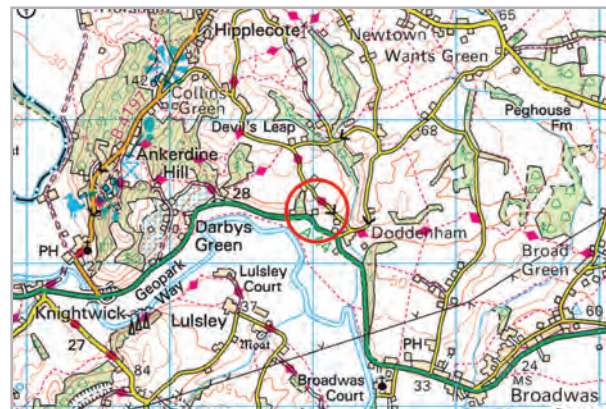 1
Hipplecote
Newtown
65
Wants Green
142
Collins
Green
B 4197
Devil's Leap
68
Peghouse
Fm
Ankerdine
Hill
28
Darbys
Green
Doddenham
PH
Broad
Green
Geopark
Way
Lulsley
Court
37
Knightwick
Lulsley
Moat
60
27
84
PH
24
Broadwas
Court
33
MS
Broadwas